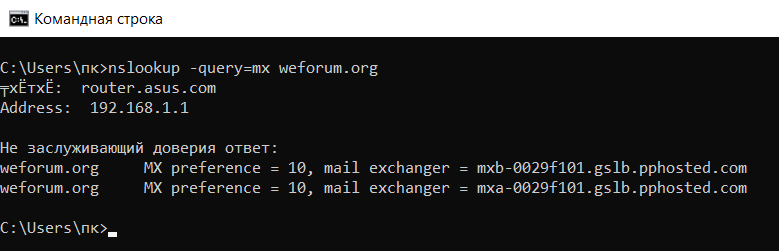 Командная строка
C:\Users\пк>nslookup -query=mx weforum.org
╤хЁтхЁ:  router.asus.com
Address:  192.168.1.1
Не заслуживающий доверия ответ:
weforum.org     MX preference = 10, mail exchanger = mxb-0029f101.gslb.pphosted.com
weforum.org     MX preference = 10, mail exchanger = mxa-0029f101.gslb.pphosted.com
C:\Users\пк>